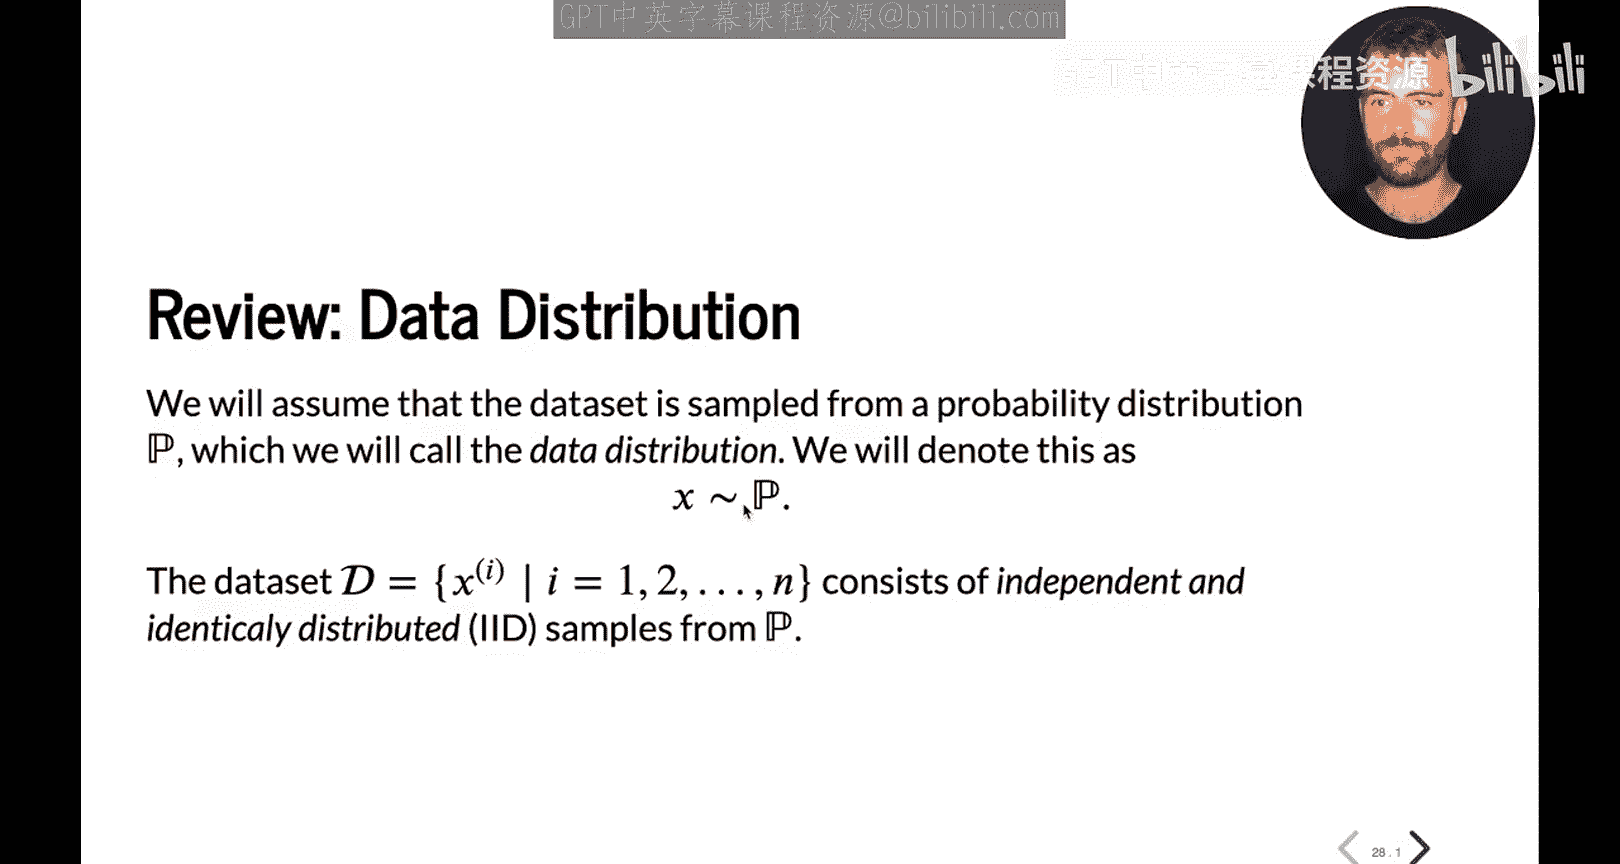 GPT中英字幕课程资源@bilibili.com
课程资源 bilibili
Review: Data Distribution
We will assume that the dataset is sampled from a probability distribution
ℙ, which we will call the data distribution. We will denote this as
x ∼ ℙ.
The dataset 𝒟 = {x⁽ⁱ⁾ | i = 1, 2, . . . , n} consists of independent and
identicaly distributed (IID) samples from ℙ.
28 . 1